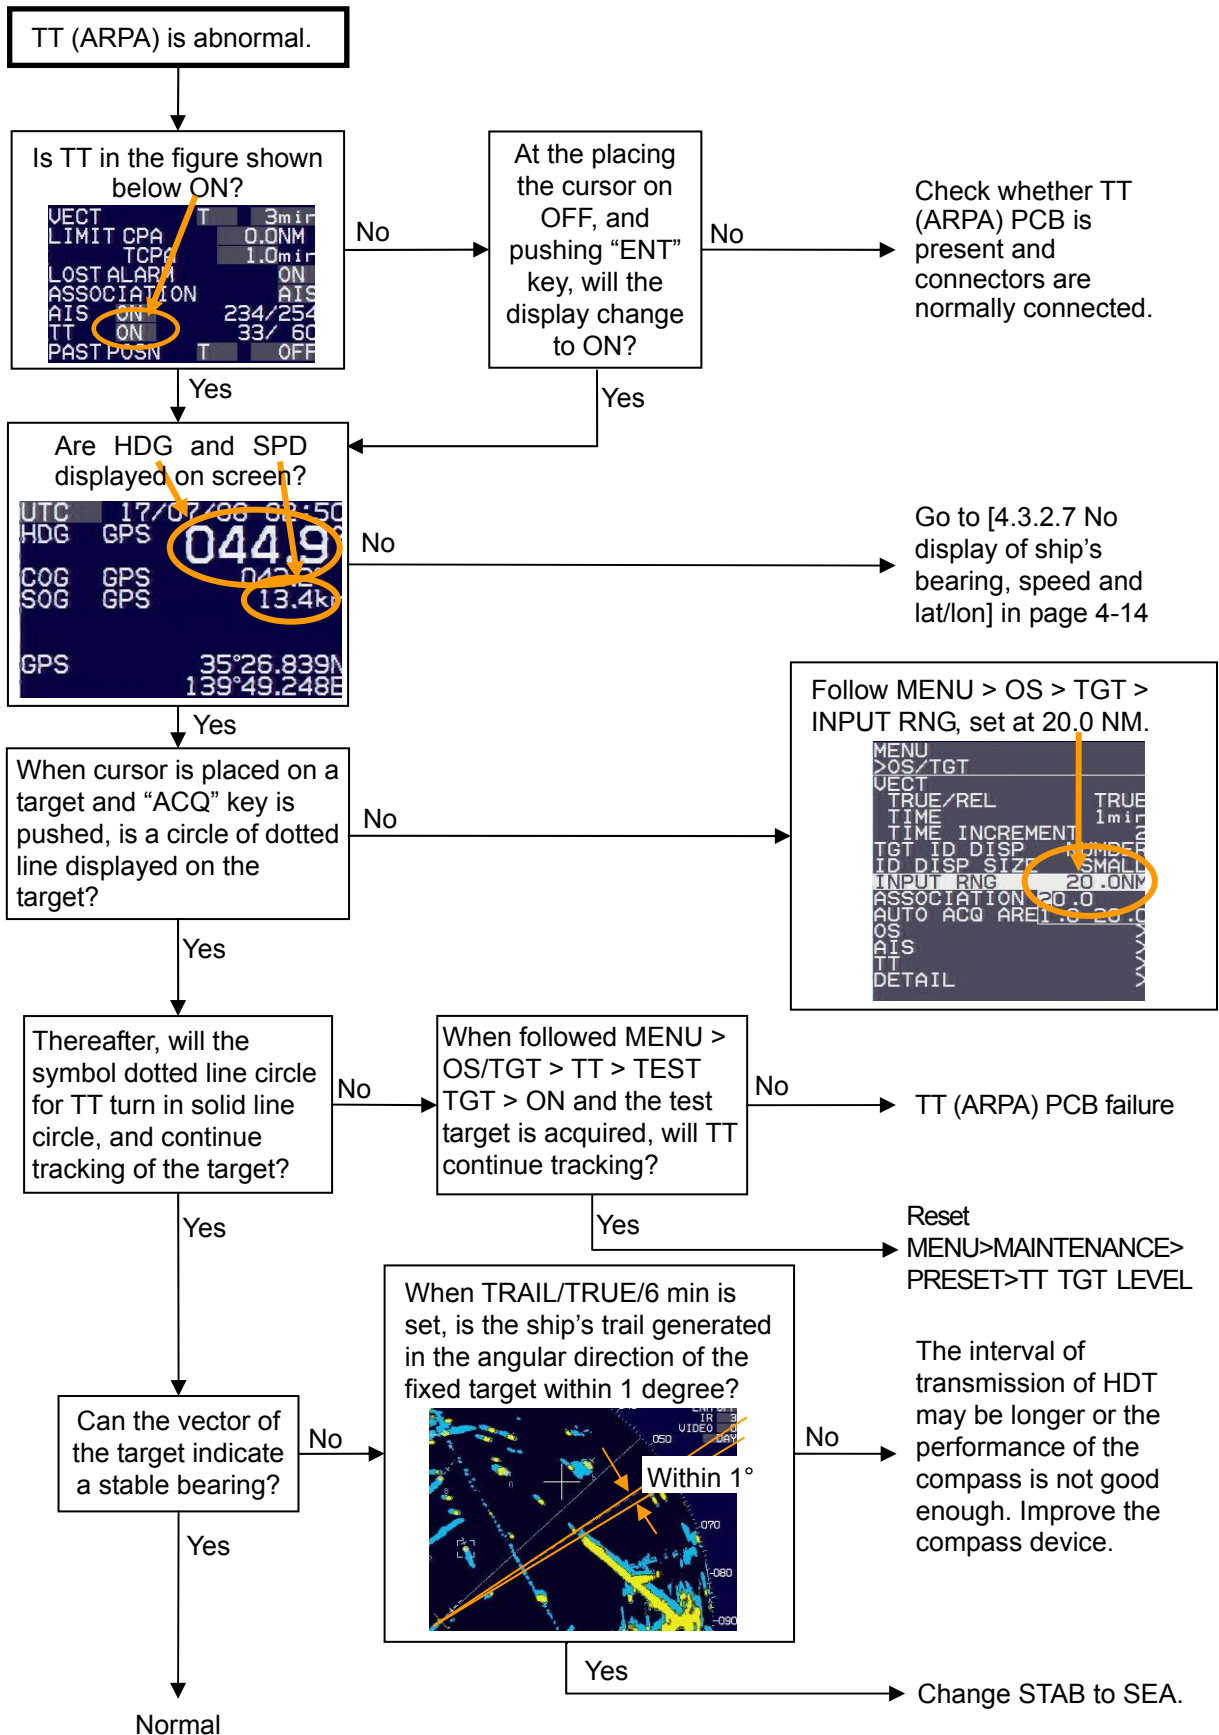 TT (ARPA) is abnormal.
Is TT in the figure shown
below ON?
VECT T 3min
LIMIT CPA 0.0NM
TCPA 1.0min
LOST ALARM ON
ASSOCIATION AIS
AIS ON 234/254
TT ON 33/ 60
PAST POSN T OFF
No
At the placing
the cursor on
OFF, and
pushing “ENT”
key, will the
display change
to ON?
No
Check whether TT
(ARPA) PCB is
present and
connectors are
normally connected.
Yes
Yes
Are HDG and SPD
displayed on screen?
UTC 17/07/08 02:50
HDG GPS 044.9
COG GPS
SOG GPS 13.4kn
GPS 35°26.839N
139°49.248E
No
Go to [4.3.2.7 No
display of ship’s
bearing, speed and
lat/lon] in page 4-14
Yes
When cursor is placed on a
target and “ACQ” key is
pushed, is a circle of dotted
line displayed on the
target?
No
Follow MENU > OS > TGT >
INPUT RNG, set at 20.0 NM.
MENU
>OS/TGT
VECT
TRUE/REL TRUE
TIME 1min
TIME INCREMENT 2
TGT ID DISP NUMBER
ID DISP SIZE SMALL
INPUT RNG 20.0NM
ASSOCIATION 20.0
AUTO ACQ ARE 1.0-20.0
OS >
AIS >
TT >
DETAIL >
Yes
Thereafter, will the
symbol dotted line circle
for TT turn in solid line
circle, and continue
tracking of the target?
No
When followed MENU >
OS/TGT > TT > TEST
TGT > ON and the test
target is acquired, will TT
continue tracking?
No
TT (ARPA) PCB failure
Yes
Reset
MENU>MAINTENANCE>
PRESET>TT TGT LEVEL
Yes
Can the vector of
the target indicate
a stable bearing?
No
When TRAIL/TRUE/6 min is
set, is the ship’s trail generated
in the angular direction of the
fixed target within 1 degree?
IR 3
VIDEO
DAY
050
Within 1°
070
080
090
No
The interval of
transmission of HDT
may be longer or the
performance of the
compass is not good
enough. Improve the
compass device.
Yes
Change STAB to SEA.
Yes
Normal